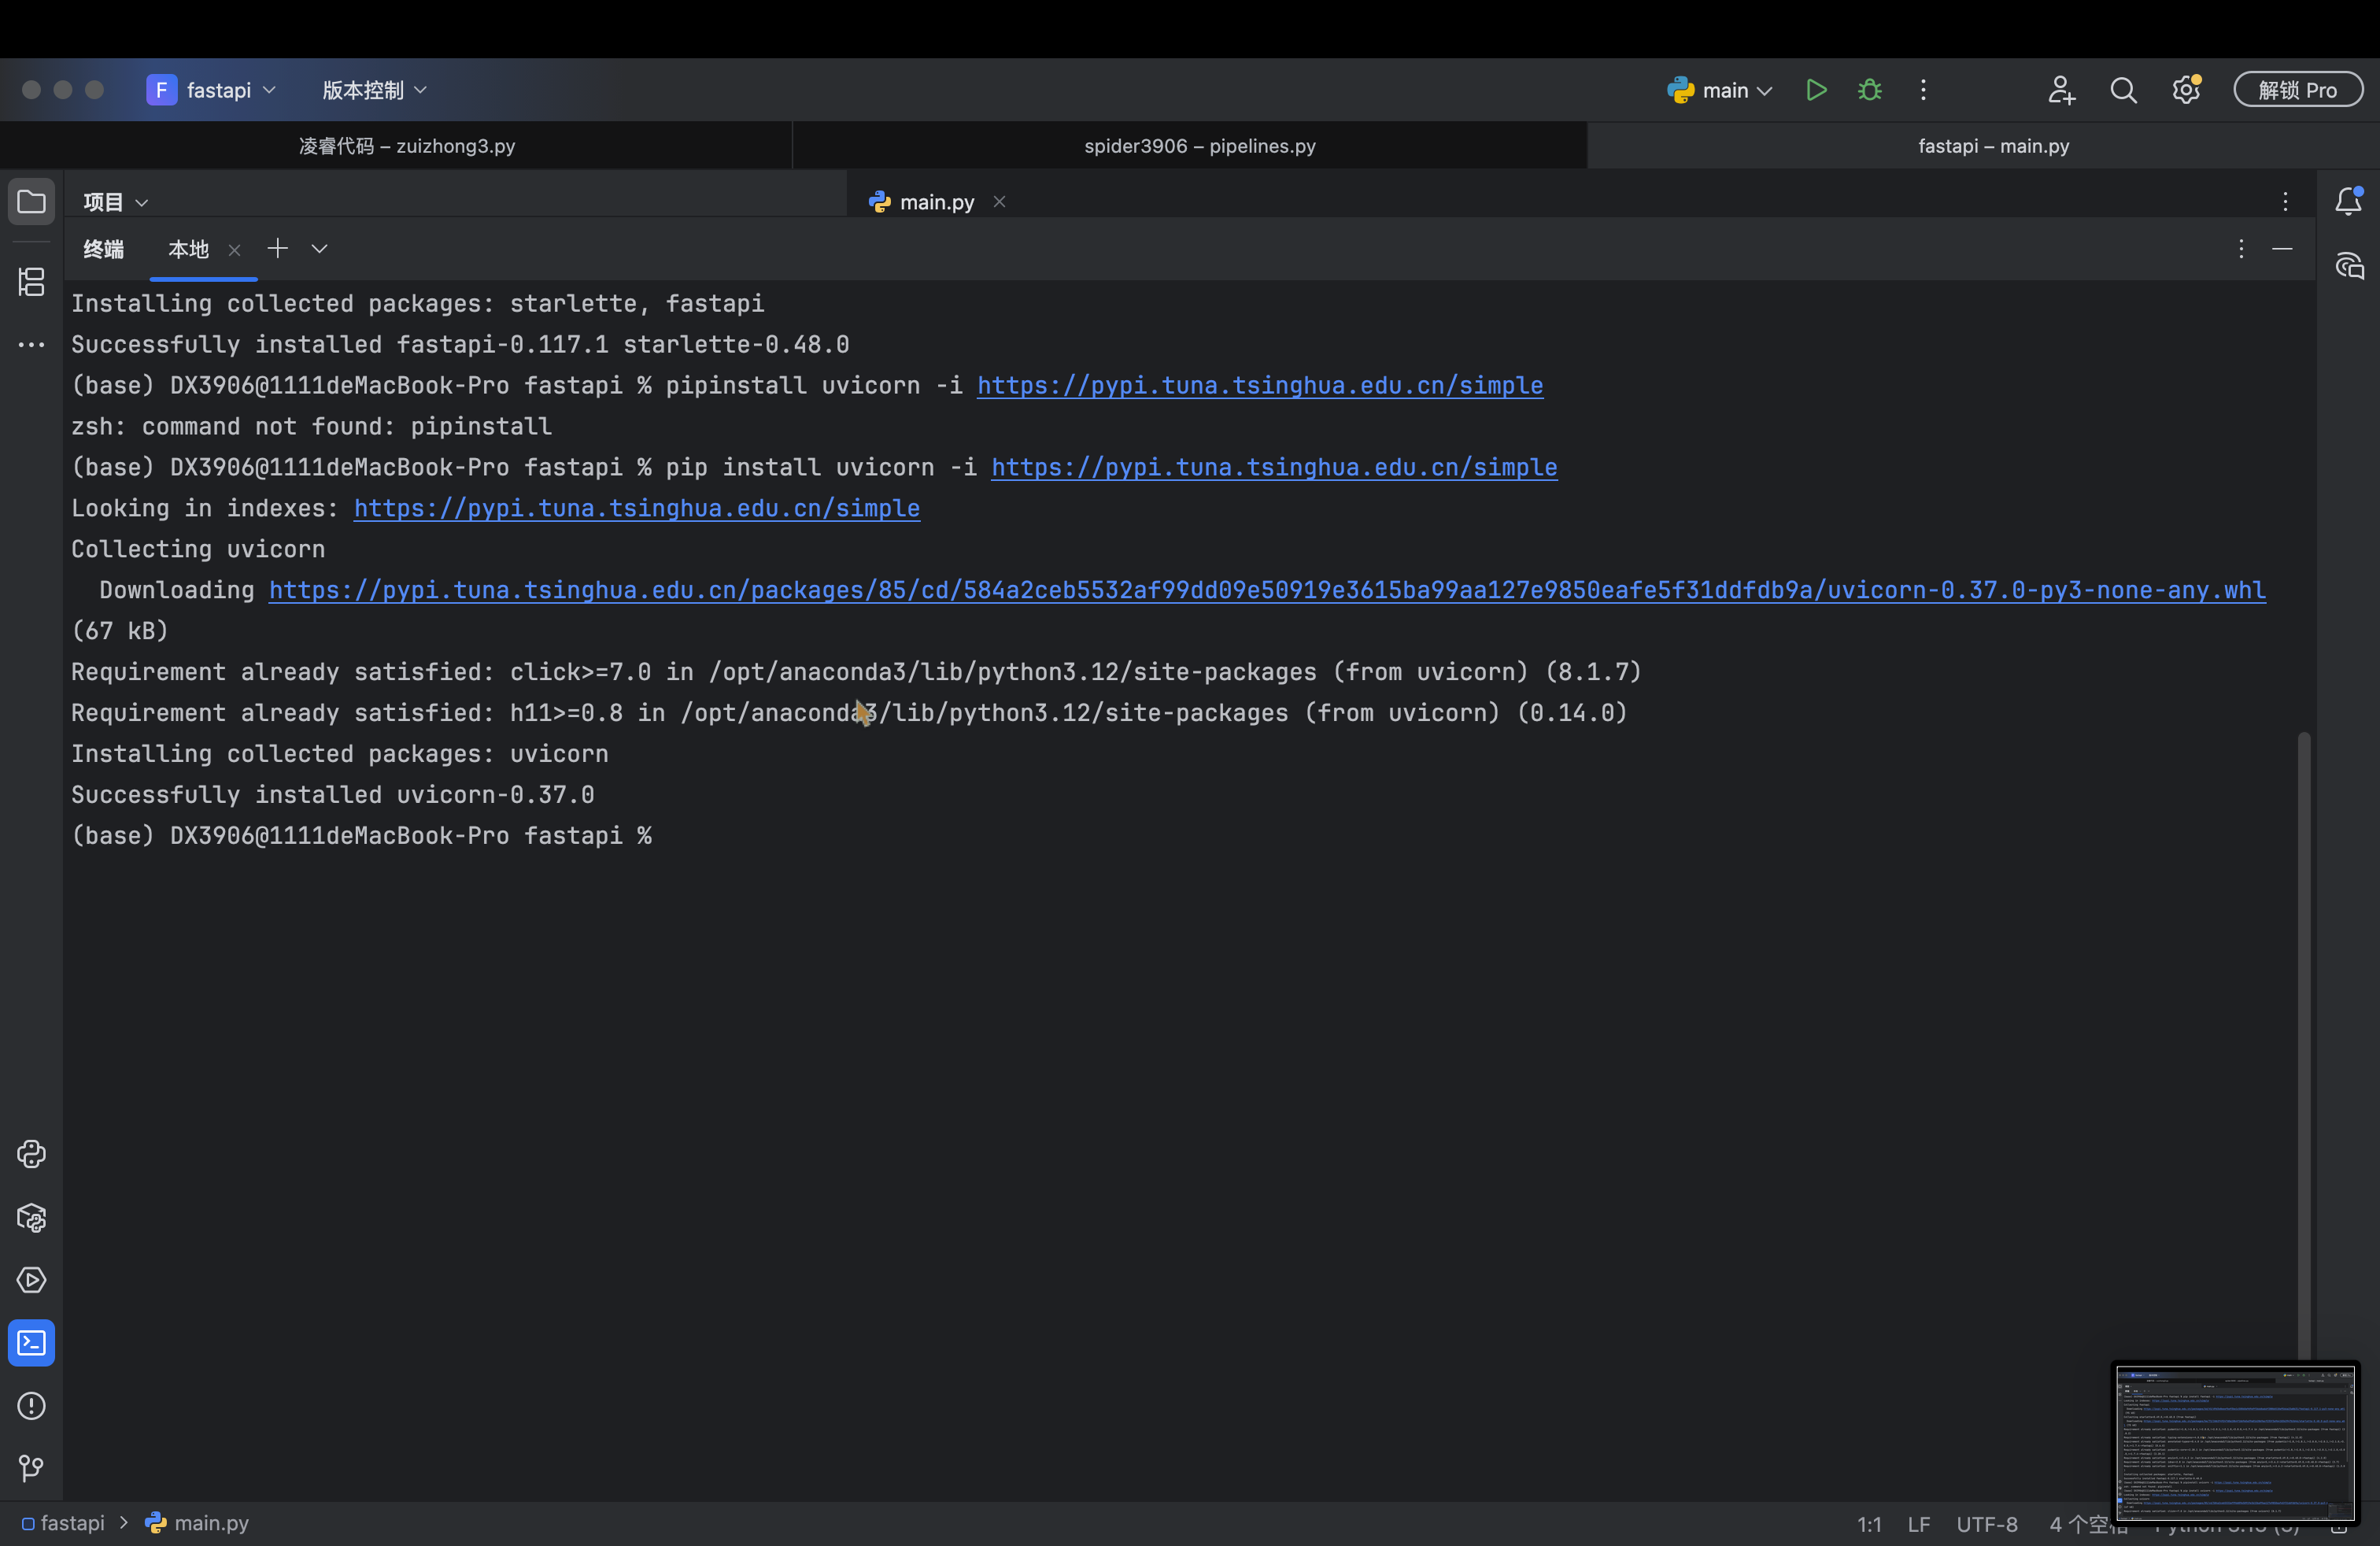 F fastapi 版本控制 main 解锁 Pro
凌睿代码 – zuizhong3.py spider3906 – pipelines.py fastapi – main.py
项目 main.py
终端 本地
Installing collected packages: starlette, fastapi
Successfully installed fastapi-0.117.1 starlette-0.48.0
(base) DX3906@1111deMacBook-Pro fastapi % pipinstall uvicorn -i https://pypi.tuna.tsinghua.edu.cn/simple
zsh: command not found: pipinstall
(base) DX3906@1111deMacBook-Pro fastapi % pip install uvicorn -i https://pypi.tuna.tsinghua.edu.cn/simple
Looking in indexes: https://pypi.tuna.tsinghua.edu.cn/simple
Collecting uvicorn
  Downloading https://pypi.tuna.tsinghua.edu.cn/packages/85/cd/584a2ceb5532af99dd09e50919e3615ba99aa127e9850eafe5f31ddfdb9a/uvicorn-0.37.0-py3-none-any.whl
(67 kB)
Requirement already satisfied: click>=7.0 in /opt/anaconda3/lib/python3.12/site-packages (from uvicorn) (8.1.7)
Requirement already satisfied: h11>=0.8 in /opt/anaconda3/lib/python3.12/site-packages (from uvicorn) (0.14.0)
Installing collected packages: uvicorn
Successfully installed uvicorn-0.37.0
(base) DX3906@1111deMacBook-Pro fastapi %
fastapi > main.py 1:1 LF UTF-8 4 个空格